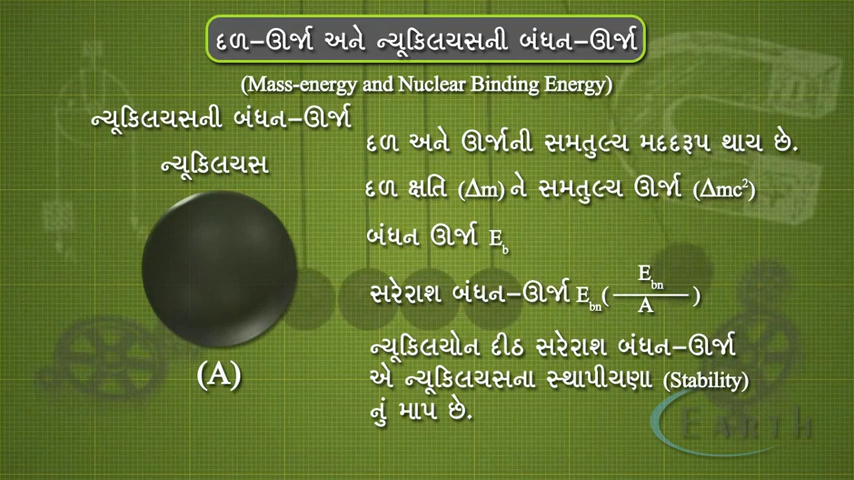 દળ–ઊર્જા અને ન્યૂક્લિયસની બંધન–ઊર્જા
(Mass-energy and Nuclear Binding Energy)
ન્યૂક્લિયસની બંધન–ઊર્જા
ન્યૂક્લિયસ
(A)
દળ અને ઊર્જાની સમતુલ્ય મદદરૂપ થાય છે.
દળ ક્ષતિ (Δm) ને સમતુલ્ય ઊર્જા (Δmc²)
બંધન ઊર્જા E_b
સરેરાશ બંધન–ઊર્જા E_bn (E_bn / A)
ન્યૂક્લિયોન દીઠ સરેરાશ બંધન–ઊર્જા
એ ન્યૂક્લિયસના સ્થાપીયણા (Stability)
નું માપ છે.
EARTH